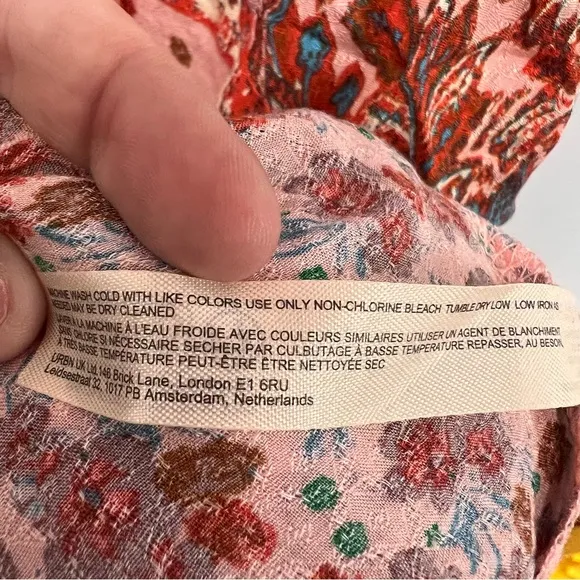 MACHINE WASH COLD WITH LIKE COLORS USE ONLY NON-CHLORINE BLEACH TUMBLE DRY LOW LOW IRON AS
NEEDED MAY BE DRY CLEANED
LAVER A LA MACHINE À L'EAU FROIDE AVEC COULEURS SIMILAIRES UTILISER UN AGENT DE BLANCHIMENT
SANS CHLORE SI NÉCESSAIRE SECHER PAR CULBUTAGE À BASSE TEMPÉRATURE REPASSER, AU BESOIN,
À TRÈS BASSE TEMPÉRATURE PEUT-ÊTRE ÊTRE NETTOYÉE SEC
URBN UK Ltd, 146 Brick Lane, London E1 6RU
Leidsestraat 32, 1017 PB Amsterdam, Netherlands